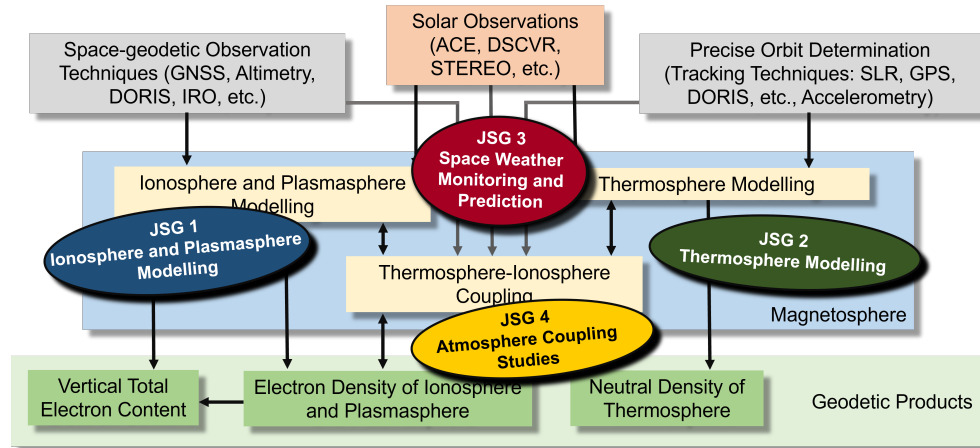 Solar Observations
(ACE, DSCVR,
STEREO, etc.)
Space-geodetic Observation
Techniques (GNSS, Altimetry,
DORIS, IRO, etc.)
Precise Orbit Determination
(Tracking Techniques: SLR, GPS,
DORIS, etc., Accelerometry)
JSG 3
Space Weather
Monitoring and
Prediction
Ionosphere and Plasmasphere
Modelling
Thermosphere Modelling
JSG 1
Ionosphere and Plasmasphere
Modelling
JSG 2
Thermosphere Modelling
Thermosphere-Ionosphere
Coupling
JSG 4
Atmosphere Coupling
Studies
Magnetosphere
Vertical Total
Electron Content
Electron Density of Ionosphere
and Plasmasphere
Neutral Density of
Thermosphere
Geodetic Products